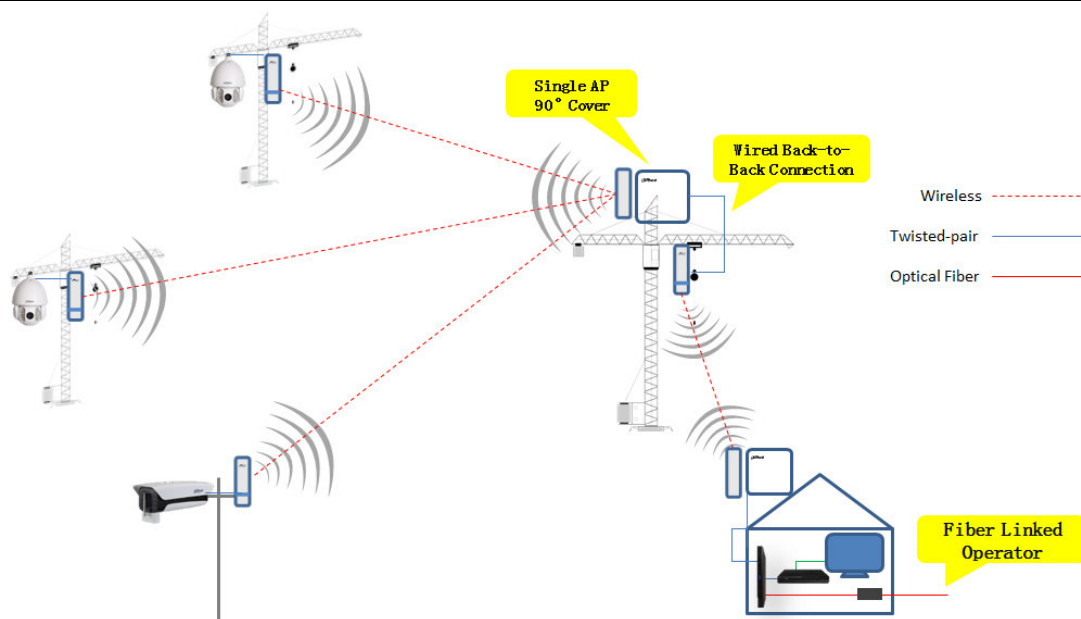 Single AP
90° Cover
Wired Back-to-
Back Connection
Wireless
Twisted-pair
Optical Fiber
Fiber Linked
Operator